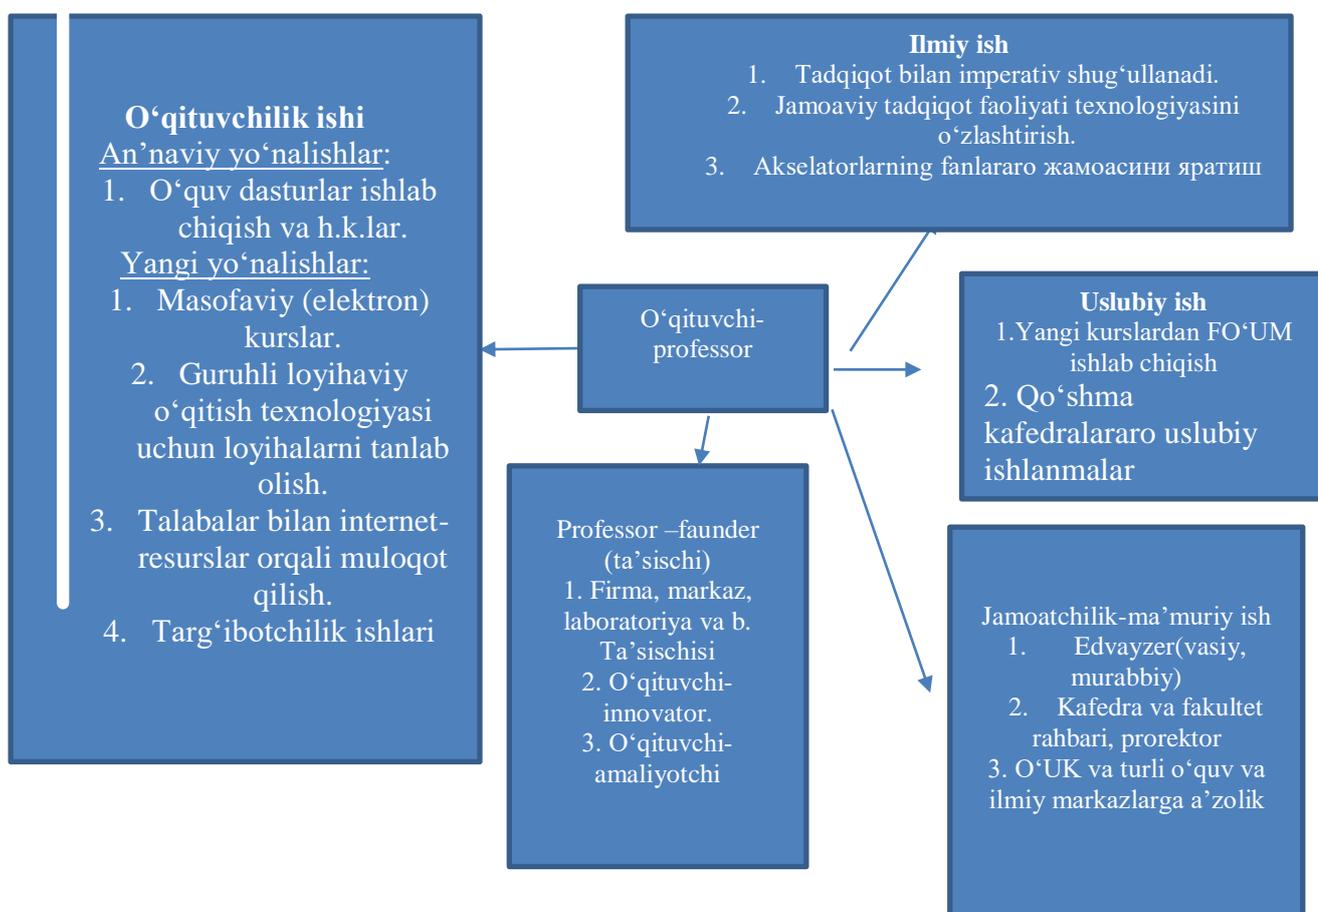 O‘qituvchilik ishi
An’naviy yo‘nalishlar:
1. O‘quv dasturlar ishlab
chiqish va h.k.lar.
Yangi yo‘nalishlar:
1. Masofaviy (elektron)
kurslar.
2. Guruhli loyihaviy
o‘qitish texnologiyasi
uchun loyihalarni tanlab
olish.
3. Talabalar bilan internet-
resurslar orqali muloqot
qilish.
4. Targ‘ibotchilik ishlari
Ilmiy ish
1. Tadqiqot bilan imperativ shug‘ullanadi.
2. Jamoaviy tadqiqot faoliyati texnologiyasini
o‘zlashtirish.
3. Akselatorlarning fanlararo жамоасини яратиш
O‘qituvchi-
professor
Uslubiy ish
1.Yangi kurslardan FO‘UM
ishlab chiqish
2. Qo‘shma
kafedralararo uslubiy
ishlanmalar
Professor –faunder
(ta’sischi)
1. Firma, markaz,
laboratoriya va b.
Ta’sischisi
2. O‘qituvchi-
innovator.
3. O‘qituvchi-
amaliyotchi
Jamoatchilik-ma’muriy ish
1. Edvayzer(vasiy,
murabbiy)
2. Kafedra va fakultet
rahbari, prorektor
3. O‘UK va turli o‘quv va
ilmiy markazlarga a’zolik